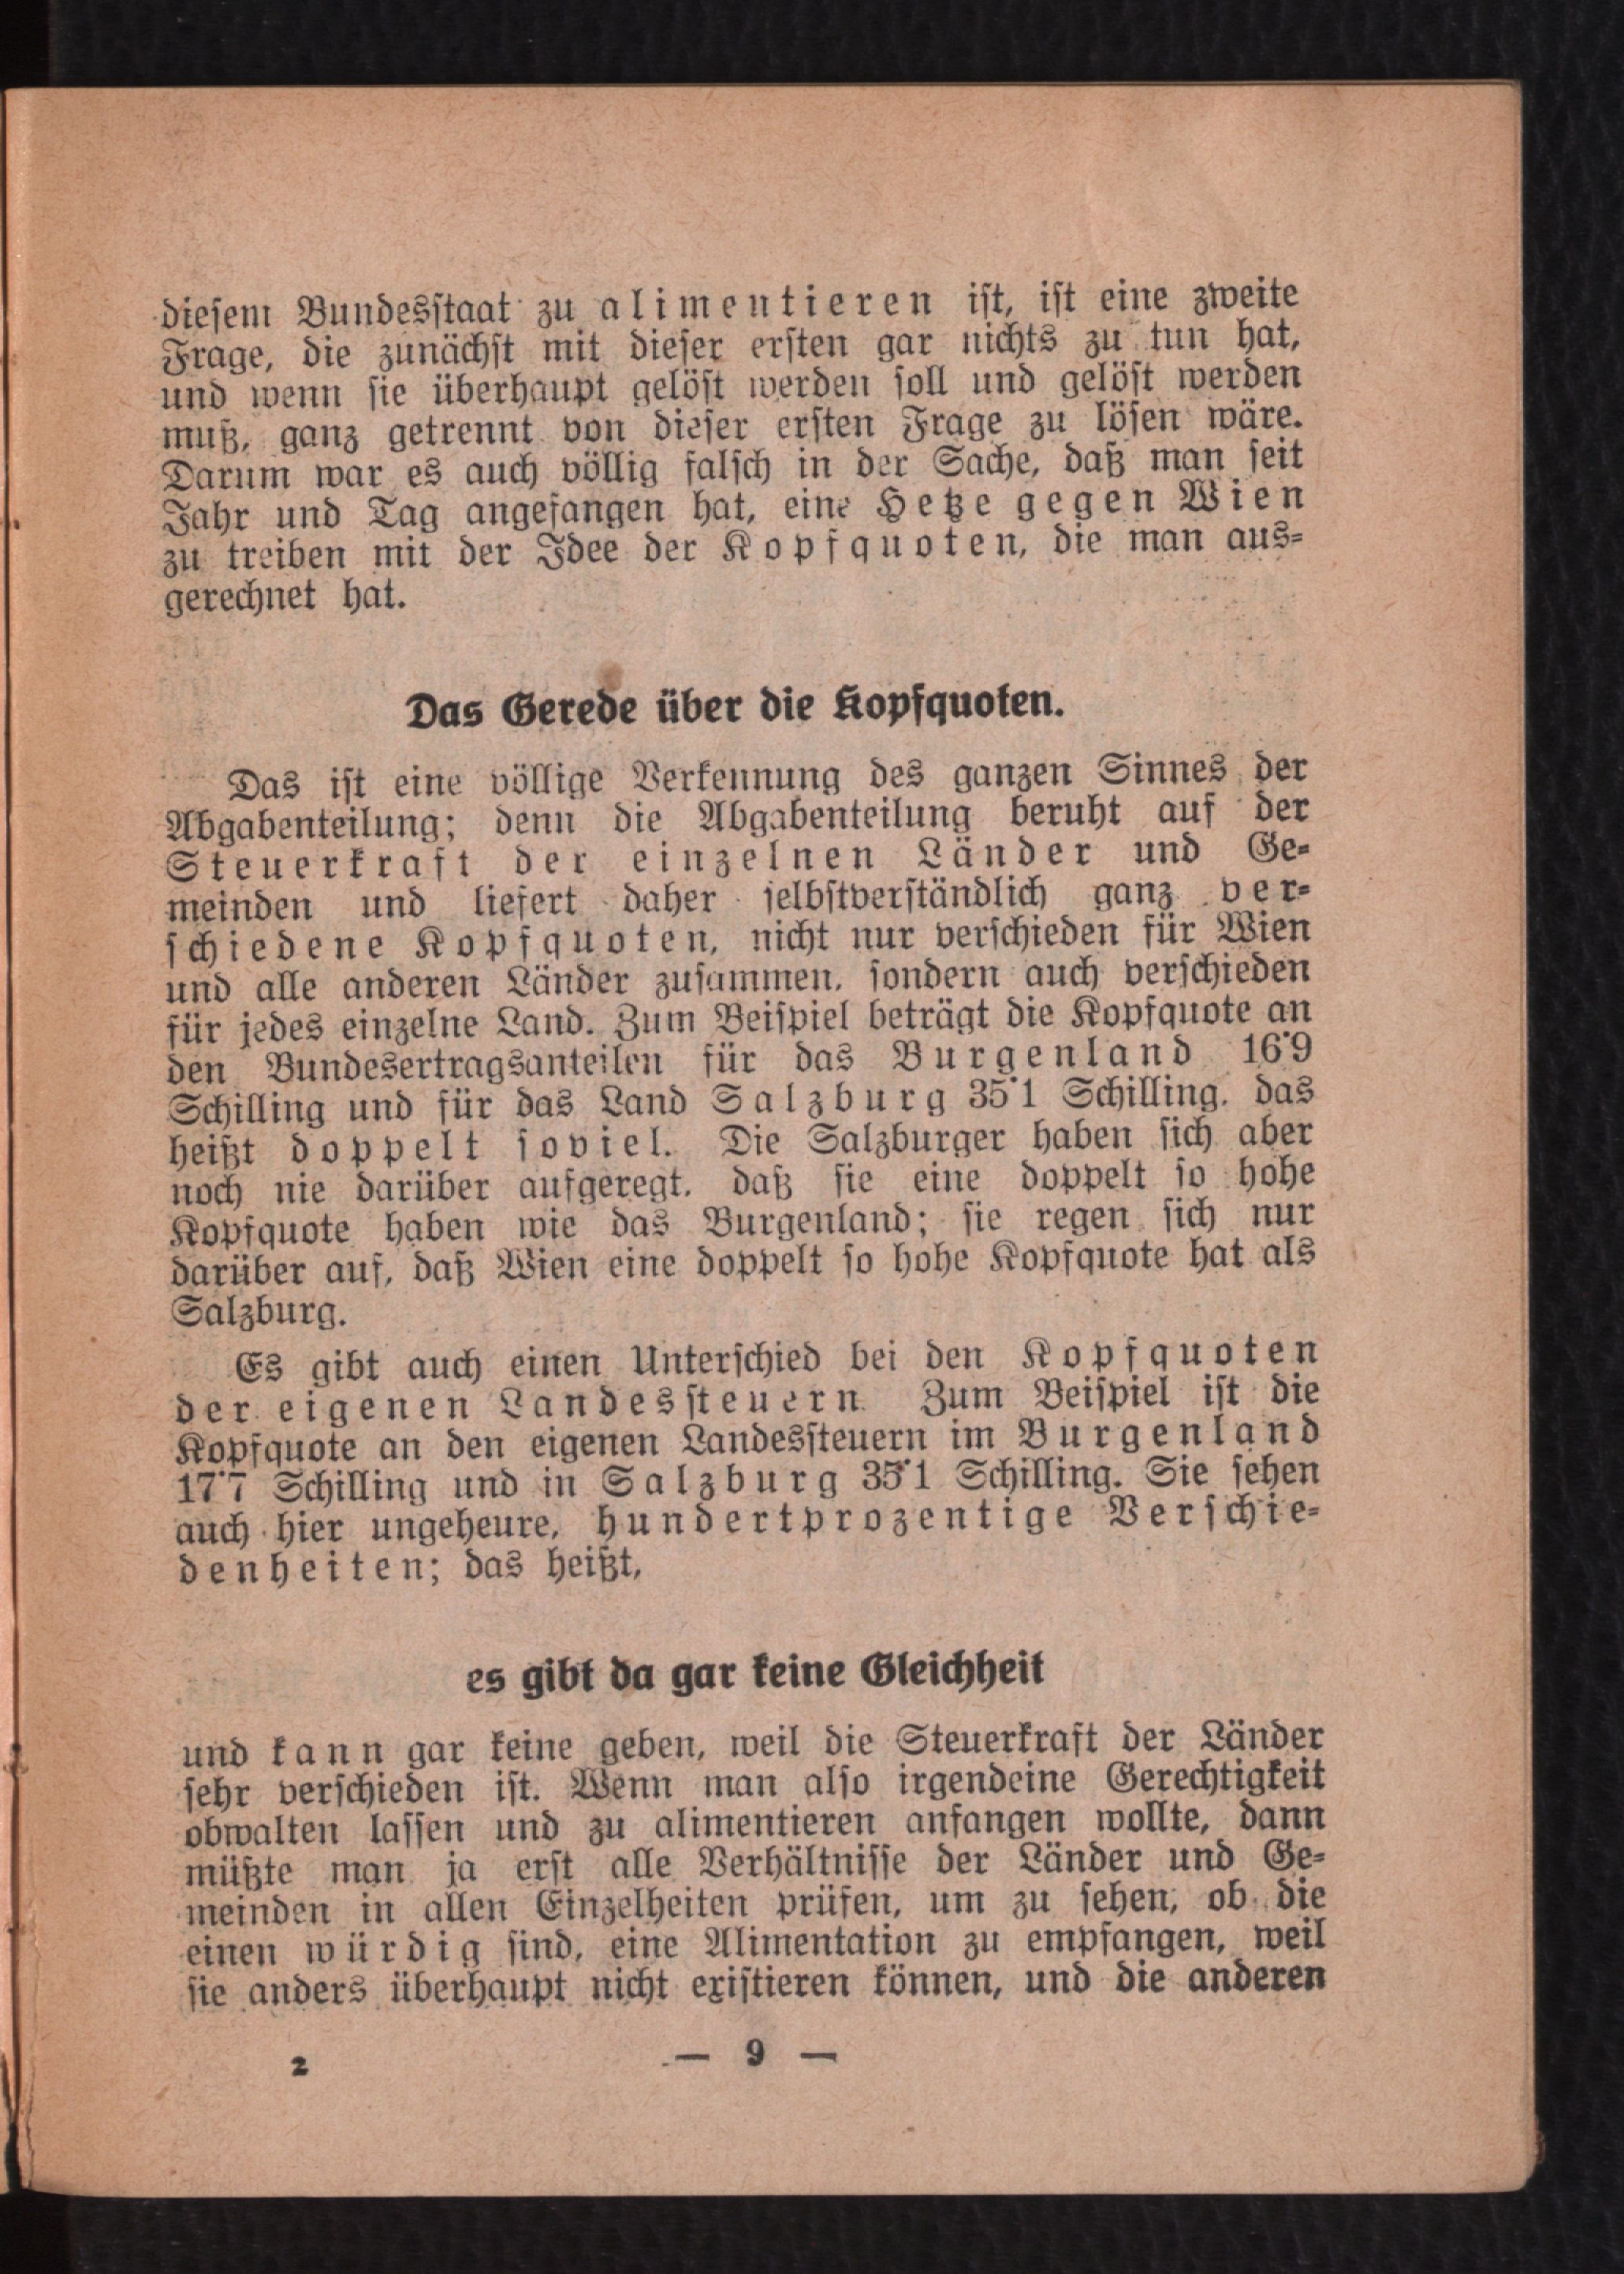 diesem Bundesstaat zu alimentieren ist, ist eine zweite
Frage, die zunächst mit dieser ersten gar nichts zu tun hat,
und wenn sie überhaupt gelöst werden soll und gelöst werden
muß, ganz getrennt von dieser ersten Frage zu lösen wäre.
Darum war es auch völlig falsch in der Sache, daß man seit
Jahr und Tag angefangen hat, eine Hetze gegen Wien
zu treiben mit der Idee der Kopfquoten, die man aus-
gerechnet hat.
Das Gerede über die Kopfquoten.
Das ist eine völlige Verkennung des ganzen Sinnes der
Abgabenteilung; denn die Abgabenteilung beruht auf der
Steuerkraft der einzelnen Länder und Ge-
meinden und liefert daher selbstverständlich ganz ver-
schiedene Kopfquoten, nicht nur verschieden für Wien
und alle anderen Länder zusammen, sondern auch verschieden
für jedes einzelne Land. Zum Beispiel beträgt die Kopfquote an
den Bundesertragsanteilen für das Burgenland 16˙9
Schilling und für das Land Salzburg 35˙1 Schilling, das
heißt doppelt soviel. Die Salzburger haben sich aber
noch nie darüber aufgeregt, daß sie eine doppelt so hohe
Kopfquote haben wie das Burgenland; sie regen sich nur
darüber auf, daß Wien eine doppelt so hohe Kopfquote hat als
Salzburg.
Es gibt auch einen Unterschied bei den Kopfquoten
der eigenen Landessteuern. Zum Beispiel ist die
Kopfquote an den eigenen Landessteuern im Burgenland
17˙7 Schilling und in Salzburg 35˙1 Schilling. Sie sehen
auch hier ungeheure, hundertprozentige Verschie-
denheiten; das heißt,
es gibt da gar keine Gleichheit
und kann gar keine geben, weil die Steuerkraft der Länder
sehr verschieden ist. Wenn man also irgendeine Gerechtigkeit
obwalten lassen und zu alimentieren anfangen wollte, dann
müßte man ja erst alle Verhältnisse der Länder und Ge-
meinden in allen Einzelheiten prüfen, um zu sehen, ob die
einen würdig sind, eine Alimentation zu empfangen, weil
sie anders überhaupt nicht existieren können, und die anderen
2 — 9 —